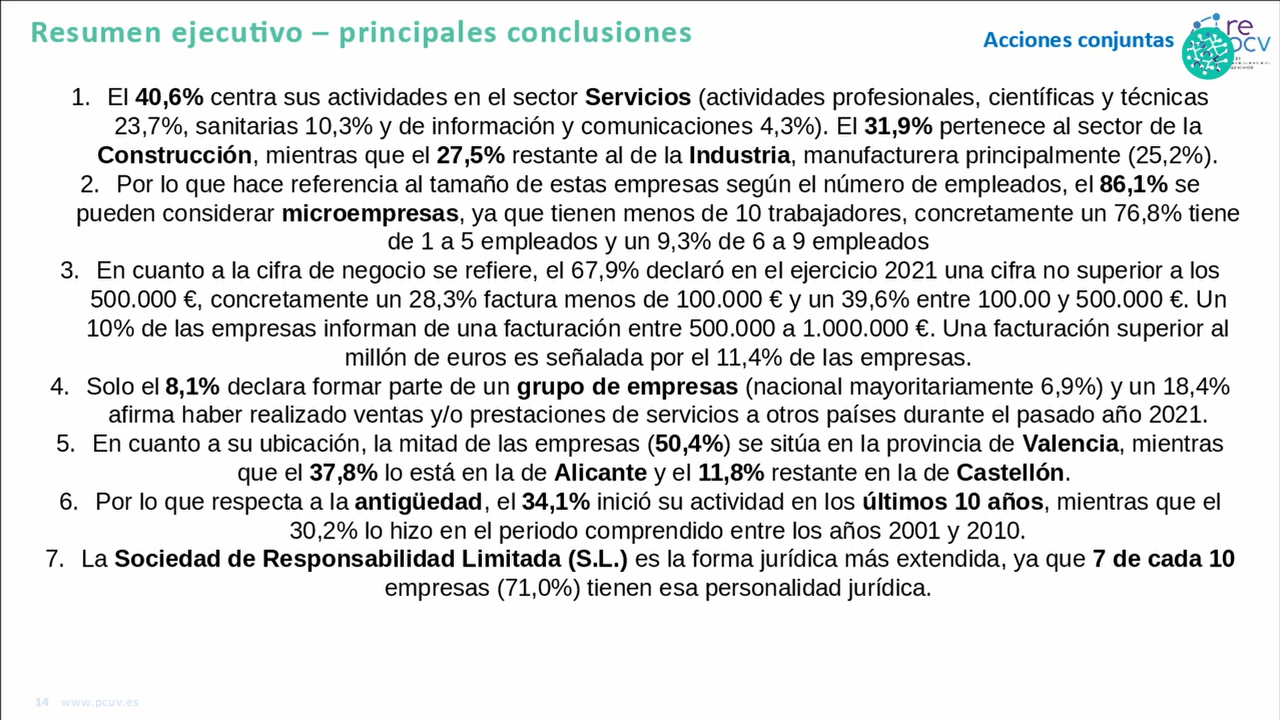 Resumen ejecutivo – principales conclusiones
Acciones conjuntas
re
pcv
1. El 40,6% centra sus actividades en el sector Servicios (actividades profesionales, científicas y técnicas
23,7%, sanitarias 10,3% y de información y comunicaciones 4,3%). El 31,9% pertenece al sector de la
Construcción, mientras que el 27,5% restante al de la Industria, manufacturera principalmente (25,2%).
2. Por lo que hace referencia al tamaño de estas empresas según el número de empleados, el 86,1% se
pueden considerar microempresas, ya que tienen menos de 10 trabajadores, concretamente un 76,8% tiene
de 1 a 5 empleados y un 9,3% de 6 a 9 empleados
3. En cuanto a la cifra de negocio se refiere, el 67,9% declaró en el ejercicio 2021 una cifra no superior a los
500.000 €, concretamente un 28,3% factura menos de 100.000 € y un 39,6% entre 100.00 y 500.000 €. Un
10% de las empresas informan de una facturación entre 500.000 a 1.000.000 €. Una facturación superior al
millón de euros es señalada por el 11,4% de las empresas.
4. Solo el 8,1% declara formar parte de un grupo de empresas (nacional mayoritariamente 6,9%) y un 18,4%
afirma haber realizado ventas y/o prestaciones de servicios a otros países durante el pasado año 2021.
5. En cuanto a su ubicación, la mitad de las empresas (50,4%) se sitúa en la provincia de Valencia, mientras
que el 37,8% lo está en la de Alicante y el 11,8% restante en la de Castellón.
6. Por lo que respecta a la antigüedad, el 34,1% inició su actividad en los últimos 10 años, mientras que el
30,2% lo hizo en el periodo comprendido entre los años 2001 y 2010.
7. La Sociedad de Responsabilidad Limitada (S.L.) es la forma jurídica más extendida, ya que 7 de cada 10
empresas (71,0%) tienen esa personalidad jurídica.
14 www.pcuv.es